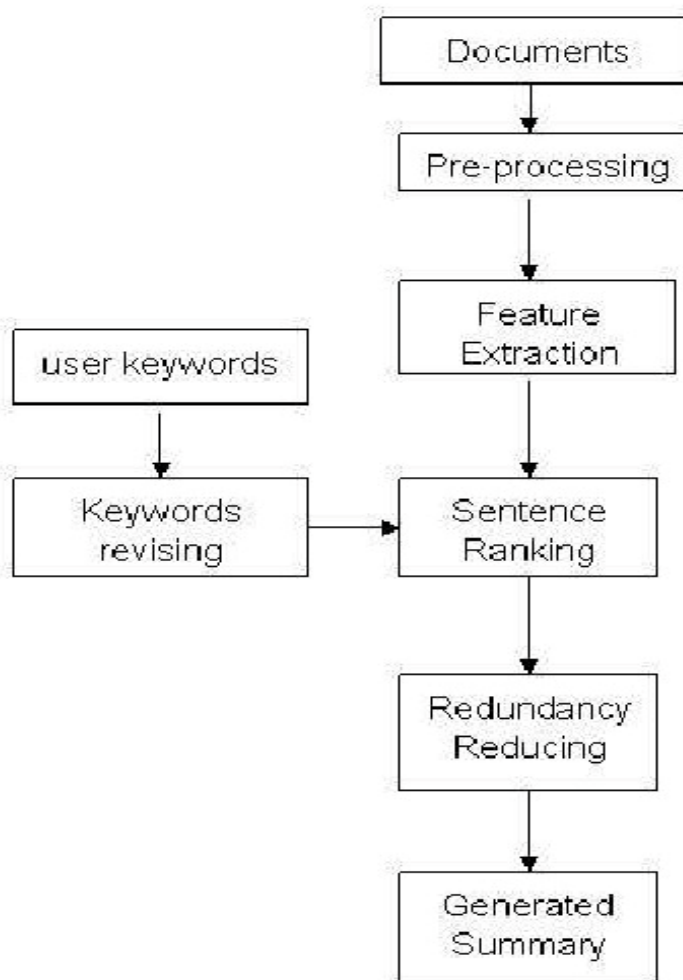 Documents
Pre-processing
Feature
Extraction
user keywords
Keywords
revising
Sentence
Ranking
Redundancy
Reducing
Generated
Summary